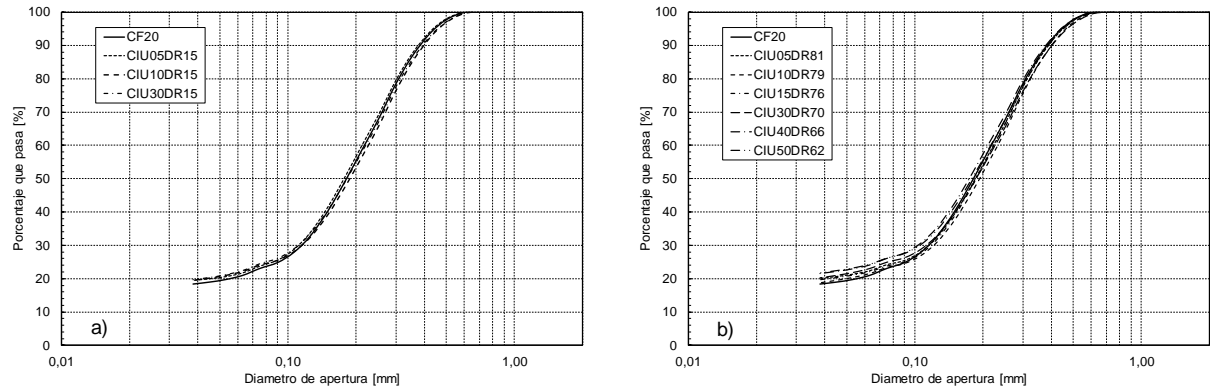 100
90
80
70
60
50
40
30
20
10
0
Porcentaje que pasa [%]
CF20
CIU05DR15
CIU10DR15
CIU30DR15
a)
0,01
0,10
1,00
Diametro de apertura [mm]
100
90
80
70
60
50
40
30
20
10
0
Porcentaje que pasa [%]
CF20
CIU05DR81
CIU10DR79
CIU15DR76
CIU30DR70
CIU40DR66
CIU50DR62
b)
0,01
0,10
1,00
Diametro de apertura [mm]